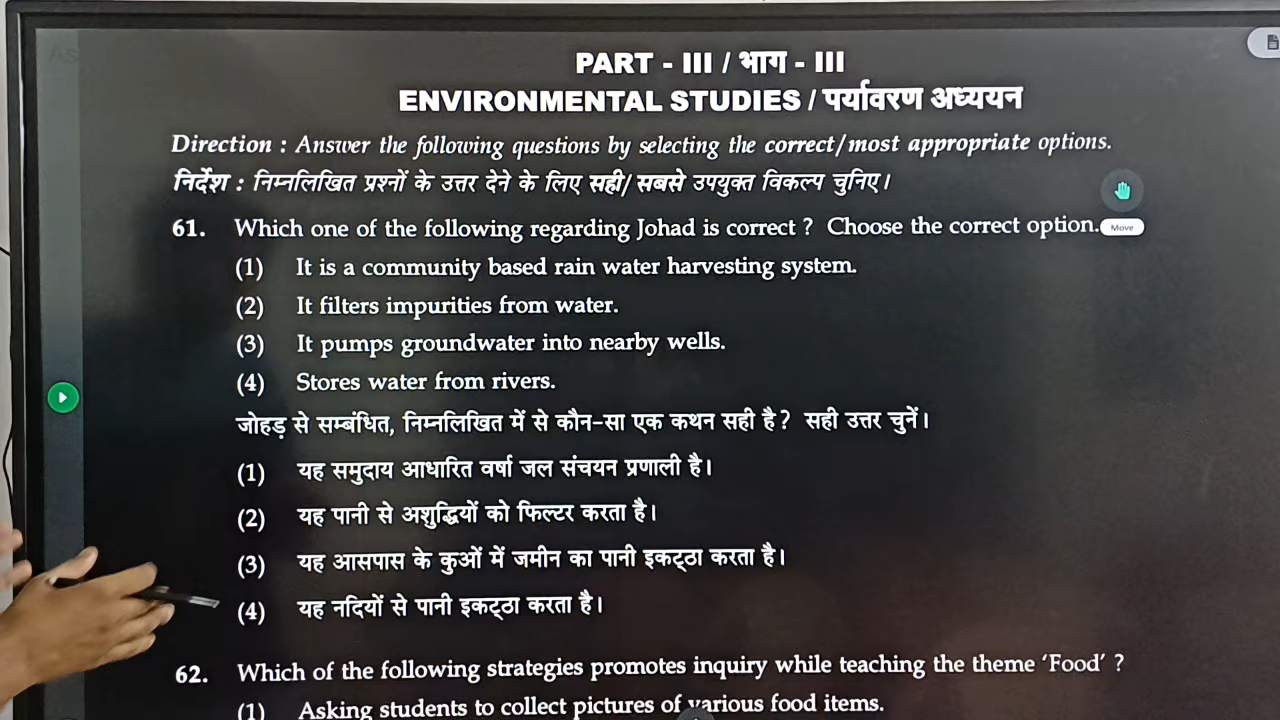 PART - III / भाग - III
ENVIRONMENTAL STUDIES / पर्यावरण अध्ययन
Direction : Answer the following questions by selecting the correct/most appropriate options.
निर्देश : निम्नलिखित प्रश्नों के उत्तर देने के लिए सही/सबसे उपयुक्त विकल्प चुनिए।
61. Which one of the following regarding Johad is correct ? Choose the correct option.
Move
(1) It is a community based rain water harvesting system.
(2) It filters impurities from water.
(3) It pumps groundwater into nearby wells.
(4) Stores water from rivers.
जोहड़ से सम्बंधित, निम्नलिखित में से कौन-सा एक कथन सही है? सही उत्तर चुनें।
(1) यह समुदाय आधारित वर्षा जल संचयन प्रणाली है।
(2) यह पानी से अशुद्धियों को फिल्टर करता है।
(3) यह आसपास के कुओं में जमीन का पानी इकट्ठा करता है।
(4) यह नदियों से पानी इकट्ठा करता है।
62. Which of the following strategies promotes inquiry while teaching the theme ‘Food’ ?
(1) Asking students to collect pictures of various food items.